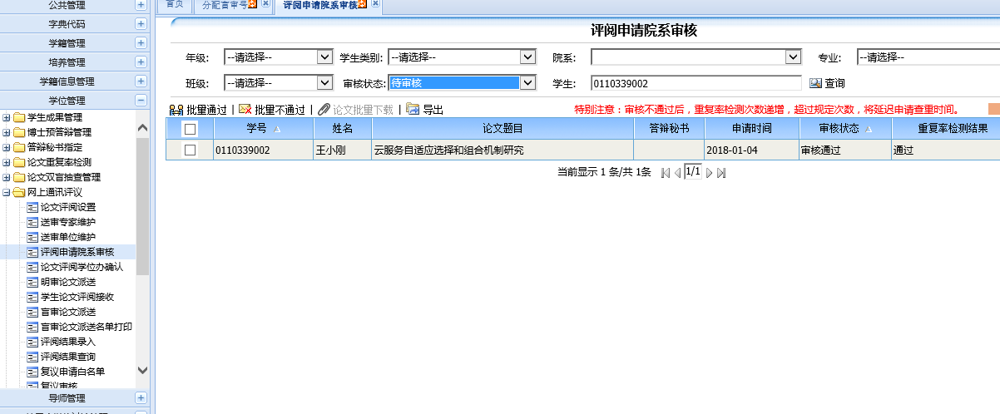 公共管理
字典代码
学籍管理
培养管理
学籍信息管理
学位管理
学生成果管理
博士预答辩管理
答辩秘书指定
论文重复率检测
论文双盲抽查管理
网上通讯评议
论文评阅设置
送审专家维护
送审单位维护
评阅申请院系审核
论文评阅学位办确认
明审论文派送
学生论文评阅接收
盲审论文派送
盲审论文派送名单打印
评阅结果录入
评阅结果查询
复议申请白名单
复议审核
导师管理
首页 分配盲审号 评阅申请院系审核
评阅申请院系审核
年级: --请选择-- 学生类别: --请选择-- 院系: 专业: --请选择--
班级: --请选择-- 审核状态: 待审核 学生: 0110339002 查询
批量通过 | 批量不通过 | 论文批量下载 | 导出 特别注意：审核不通过后，重复率检测次数递增，超过规定次数，将延迟申请查重时间。
学号 姓名 论文题目 答辩秘书 申请时间 审核状态 重复率检测结果
0110339002 王小刚 云服务自适应选择和组合机制研究 2018-01-04 审核通过 通过
当前显示 1 条/共 1条 1/1